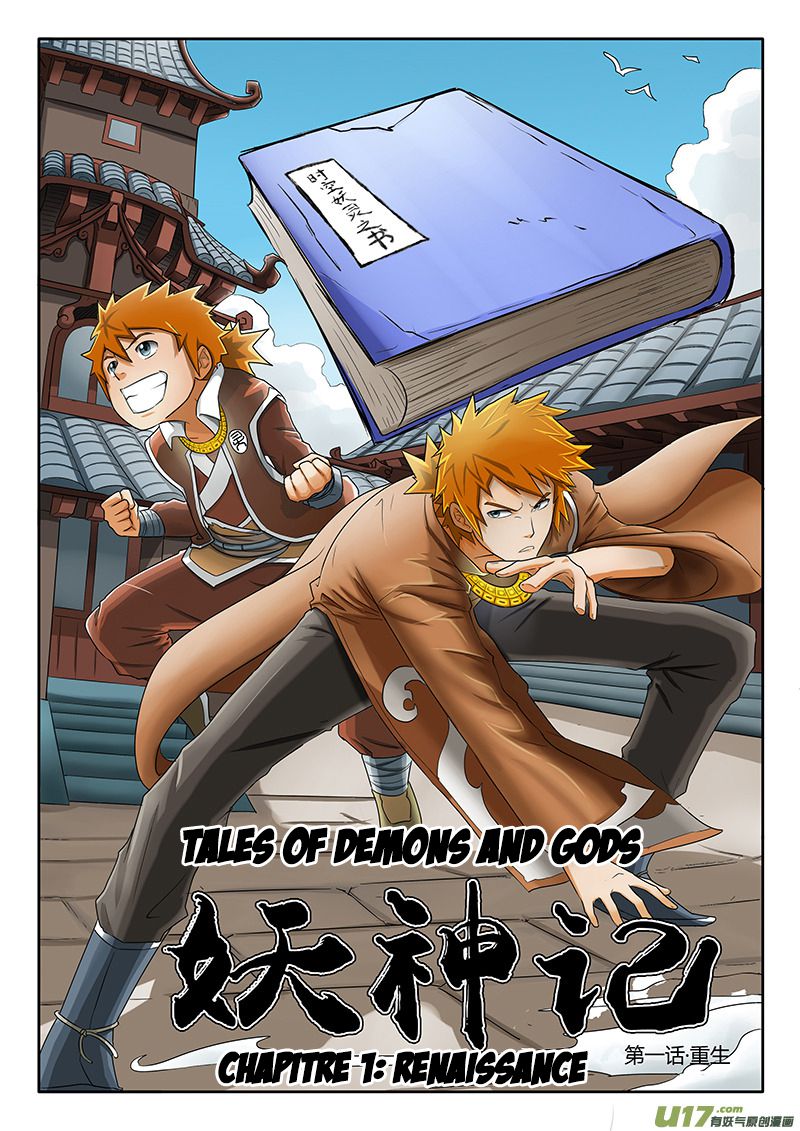 时空妖灵之书
TALES OF DEMONS AND GODS
妖神记
CHAPITRE 1: RENAISSANCE
第一话·重生
U17.com
有妖气原创漫画